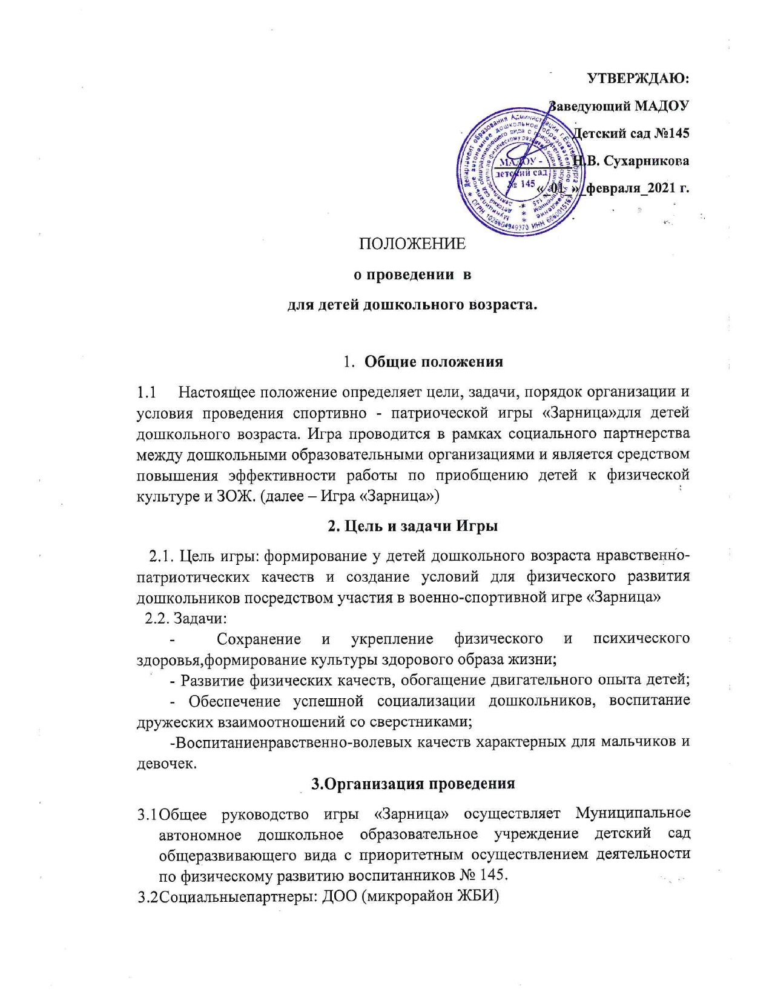 УТВЕРЖДАЮ:
Заведующий МАДОУ
Детский сад №145
Н.В. Сухарникова
«_01_»_февраля_2021 г.
МАДОУ -
детский сад
№ 145
Департамент образования Администрации г.Екатеринбурга
ОГРН 1026604949370 ИНН 6660015163
ПОЛОЖЕНИЕ
о проведении в
для детей дошкольного возраста.
1. Общие положения
1.1 Настоящее положение определяет цели, задачи, порядок организации и
условия проведения спортивно - патриоческой игры «Зарница»для детей
дошкольного возраста. Игра проводится в рамках социального партнерства
между дошкольными образовательными организациями и является средством
повышения эффективности работы по приобщению детей к физической
культуре и ЗОЖ. (далее – Игра «Зарница»)
2. Цель и задачи Игры
2.1. Цель игры: формирование у детей дошкольного возраста нравственно-
патриотических качеств и создание условий для физического развития
дошкольников посредством участия в военно-спортивной игре «Зарница»
2.2. Задачи:
- Сохранение и укрепление физического и психического
здоровья,формирование культуры здорового образа жизни;
- Развитие физических качеств, обогащение двигательного опыта детей;
- Обеспечение успешной социализации дошкольников, воспитание
дружеских взаимоотношений со сверстниками;
-Воспитаниенравственно-волевых качеств характерных для мальчиков и
девочек.
3.Организация проведения
3.1Общее руководство игры «Зарница» осуществляет Муниципальное
автономное дошкольное образовательное учреждение детский сад
общеразвивающего вида с приоритетным осуществлением деятельности
по физическому развитию воспитанников № 145.
3.2Социальныепартнеры: ДОО (микрорайон ЖБИ)